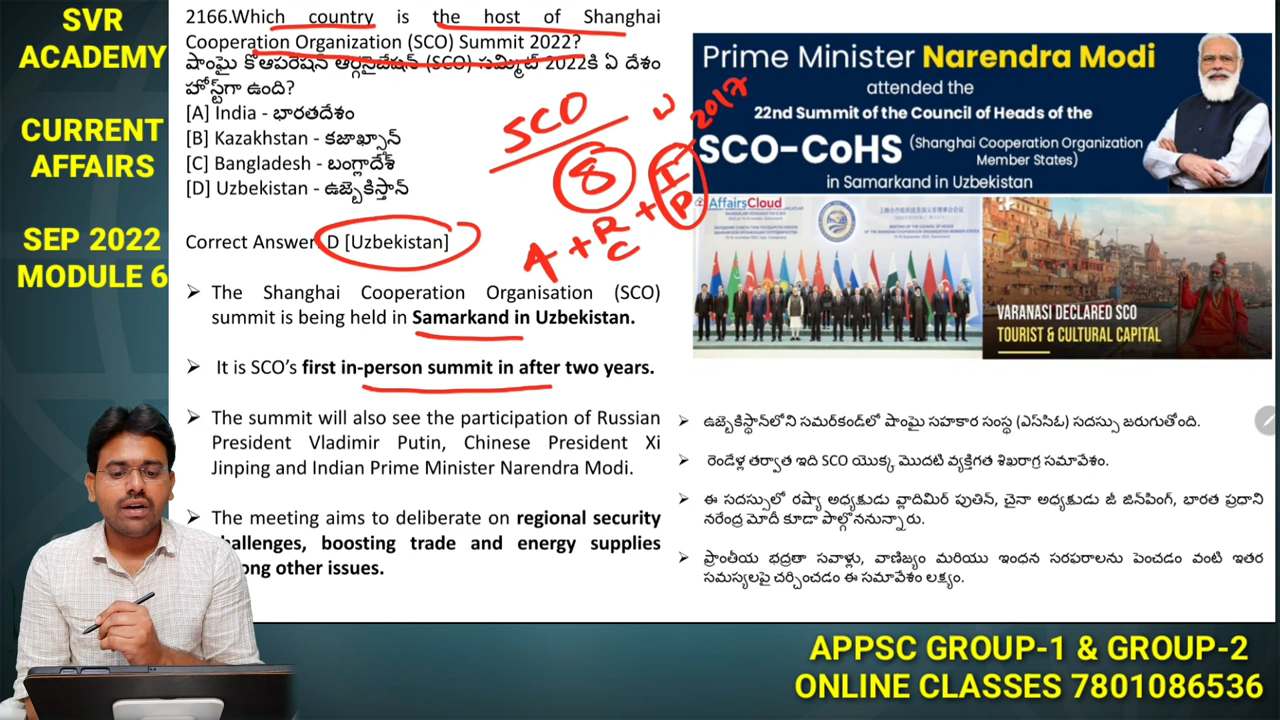 SVR
ACADEMY
CURRENT
AFFAIRS
SEP 2022
MODULE 6
2166.Which country is the host of Shanghai
Cooperation Organization (SCO) Summit 2022?
షాంఘై కోఆపరేషన్ ఆర్గనైజేషన్ (SCO) సమ్మిట్ 2022కి ఏ దేశం
హోస్ట్‌గా ఉంది?
[A] India - భారతదేశం
[B] Kazakhstan - కజాఖ్స్తాన్
[C] Bangladesh - బంగ్లాదేశ్
[D] Uzbekistan - ఉజ్బెకిస్తాన్
Correct Answer D [Uzbekistan]
SCO
8
A + R
C
+ I
P
2017
➢ The Shanghai Cooperation Organisation (SCO)
summit is being held in Samarkand in Uzbekistan.
➢ It is SCO's first in-person summit in after two years.
➢ The summit will also see the participation of Russian
President Vladimir Putin, Chinese President Xi
Jinping and Indian Prime Minister Narendra Modi.
➢ The meeting aims to deliberate on regional security
challenges, boosting trade and energy supplies
among other issues.
Prime Minister Narendra Modi
attended the
22nd Summit of the Council of Heads of the
SCO-CoHS (Shanghai Cooperation Organization
Member States)
in Samarkand in Uzbekistan
AffairsCloud
VARANASI DECLARED SCO
TOURIST & CULTURAL CAPITAL
➢ ఉజ్బెకిస్థాన్‌లోని సమర్‌కండ్‌లో షాంఘై సహకార సంస్థ (ఎస్‌సిఓ) సదస్సు జరుగుతోంది.
➢ రెండేళ్ల తర్వాత ఇది SCO యొక్క మొదటి వ్యక్తిగత శిఖరాగ్ర సమావేశం.
➢ ఈ సదస్సులో రష్యా అధ్యక్షుడు వ్లాదిమిర్ పుతిన్, చైనా అధ్యక్షుడు జీ జిన్‌పింగ్, భారత ప్రధాని
నరేంద్ర మోదీ కూడా పాల్గొననున్నారు.
➢ ప్రాంతీయ భద్రతా సవాళ్లు, వాణిజ్యం మరియు ఇంధన సరఫరాలను పెంచడం వంటి ఇతర
సమస్యలపై చర్చించడం ఈ సమావేశం లక్ష్యం.
APPSC GROUP-1 & GROUP-2
ONLINE CLASSES 7801086536